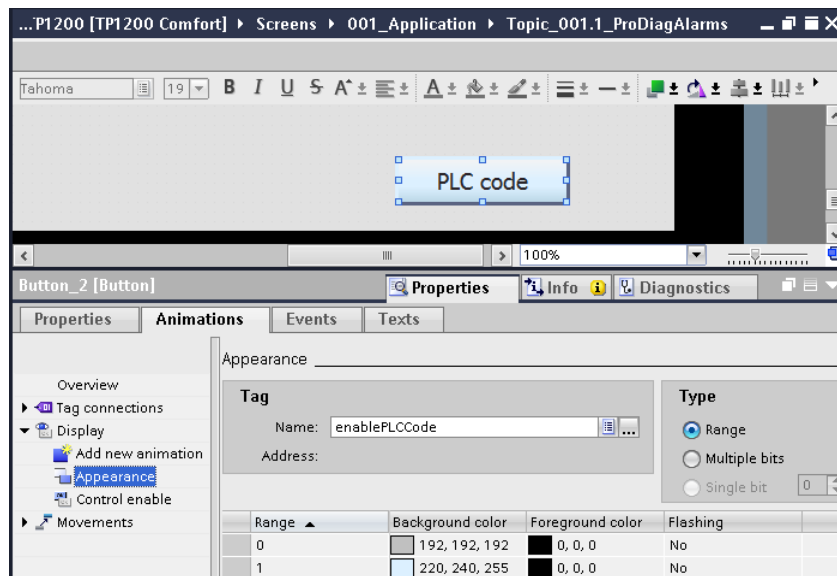 ...'P1200 [TP1200 Comfort] ▸ Screens ▸ 001_Application ▸ Topic_001.1_ProDiagAlarms
Tahoma 19 B I U S A
PLC code
100%
Button_2 [Button] Properties Info Diagnostics
Properties Animations Events Texts
Appearance
Overview
Tag connections
Display
Add new animation
Appearance
Control enable
Movements
Tag
Name: enablePLCCode
Address:
Type
Range
Multiple bits
Single bit 0
Range Background color Foreground color Flashing
0 192, 192, 192 0, 0, 0 No
1 220, 240, 255 0, 0, 0 No